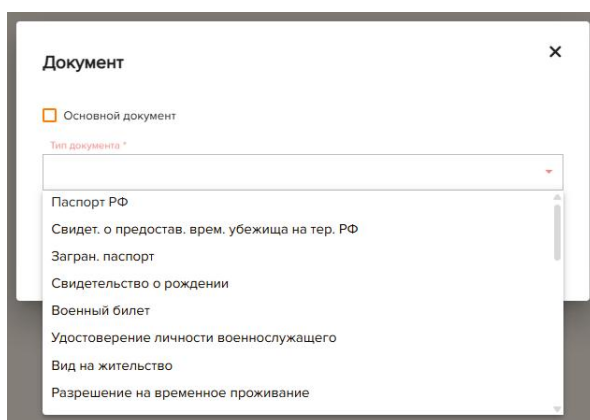 Документ
Основной документ
Тип документа *
Паспорт РФ
Свидет. о предостав. врем. убежища на тер. РФ
Загран. паспорт
Свидетельство о рождении
Военный билет
Удостоверение личности военнослужащего
Вид на жительство
Разрешение на временное проживание